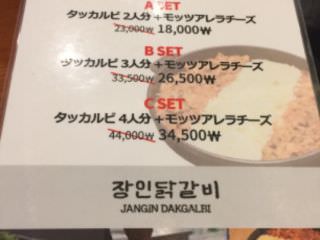 A SET
タッカルビ 2人分 + モッツアレラチーズ
23,000₩ 18,000₩
B SET
タッカルビ 3人分 + モッツアレラチーズ
33,500₩ 26,500₩
C SET
タッカルビ 4人分 + モッツアレラチーズ
44,000₩ 34,500₩
장인닭갈비
JANGIN DAKGALBI